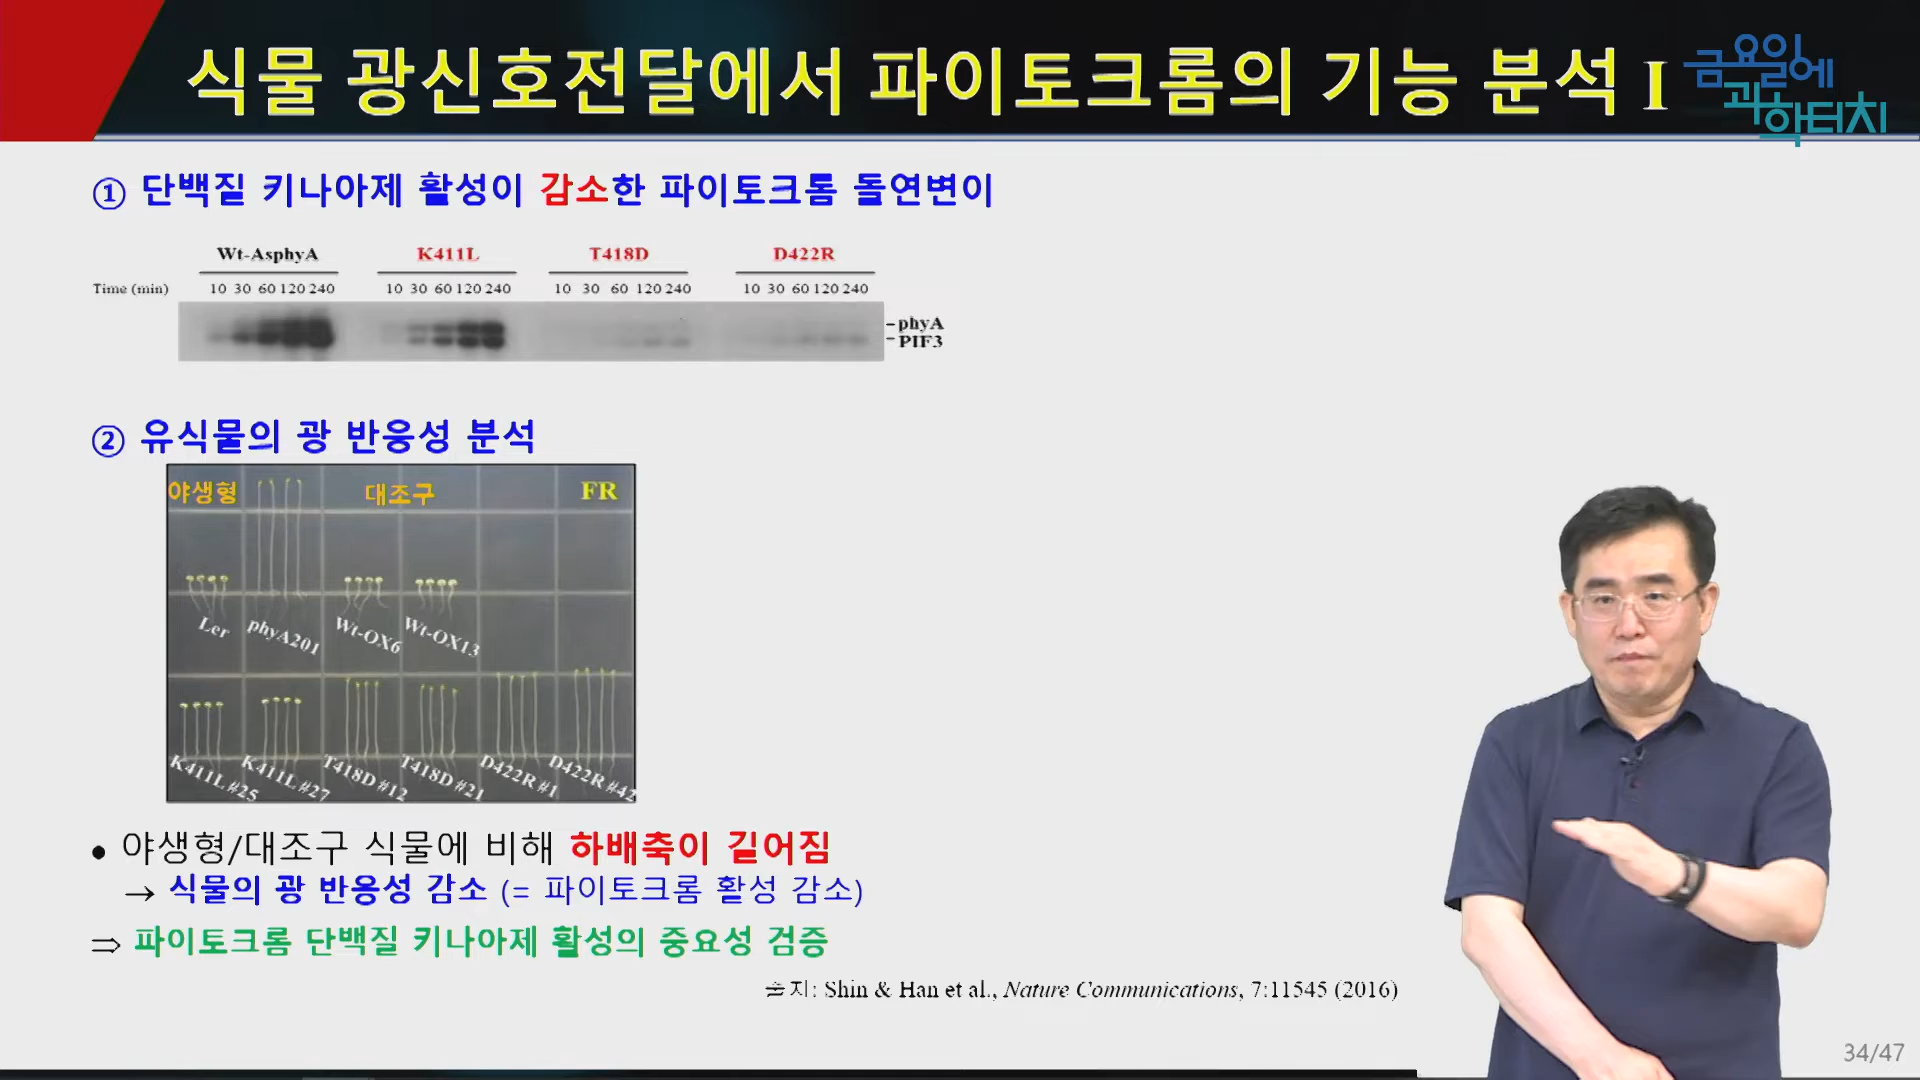 식물 광신호전달에서 파이토크롬의 기능 분석 I
금요일에
과학터치
① 단백질 키나아제 활성이 감소한 파이토크롬 돌연변이
Wt-AsphyA K411L T418D D422R
Time (min) 10 30 60 120 240 10 30 60 120 240 10 30 60 120 240 10 30 60 120 240
phyA
PIF3
② 유식물의 광 반응성 분석
야생형 대조구 FR
Ler phyA201 Wt-OX6 Wt-OX13
K411L #25 K411L #27 T418D #12 T418D #21 D422R #1 D422R #42
• 야생형/대조구 식물에 비해 하배축이 길어짐
→ 식물의 광 반응성 감소 (= 파이토크롬 활성 감소)
⇒ 파이토크롬 단백질 키나아제 활성의 중요성 검증
출처: Shin & Han et al., Nature Communications, 7:11545 (2016)
34/47